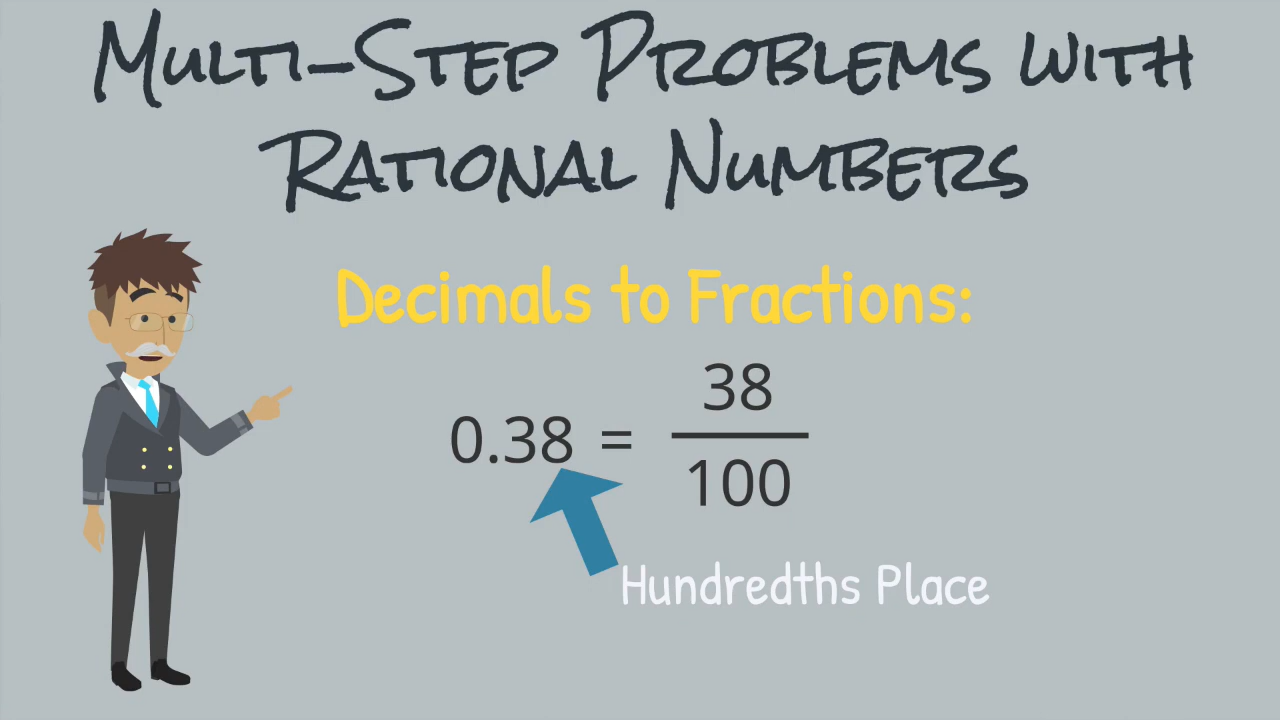 Multi-Step Problems with
Rational Numbers
Decimals to Fractions:
0.38 = 38/100
Hundredths Place